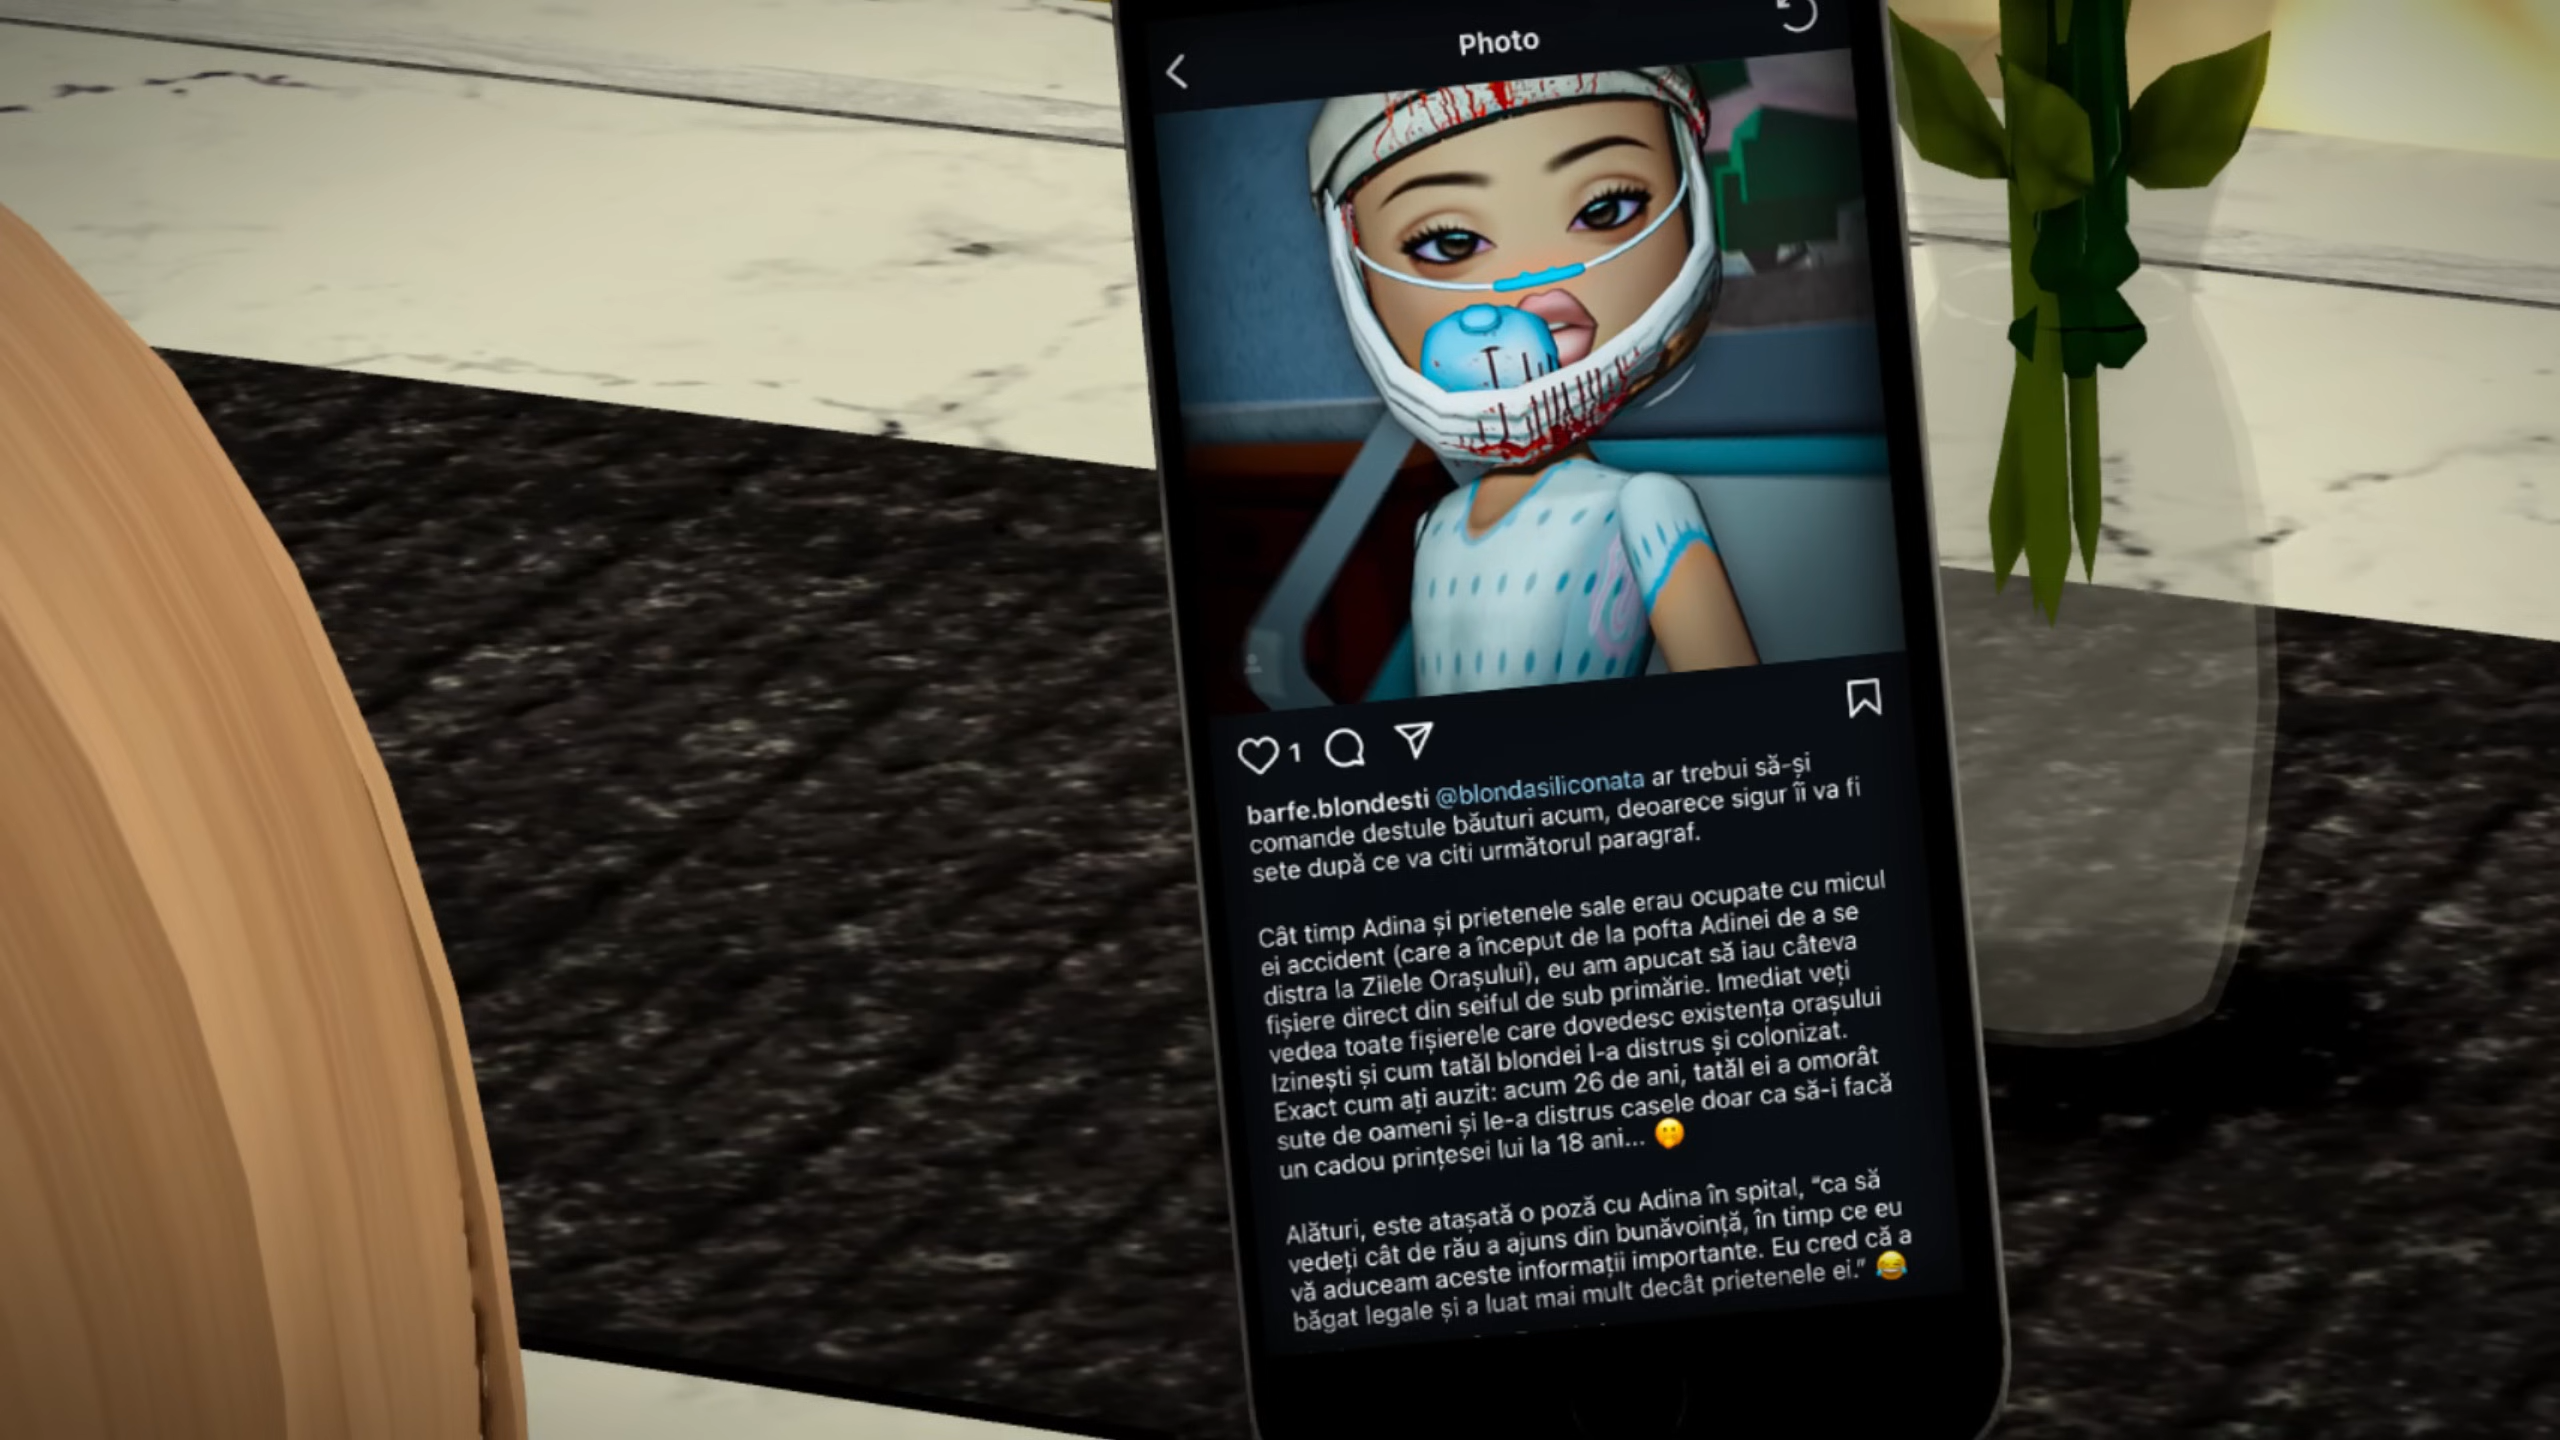 Photo
1
barfe.blondesti @blondasiliconata ar trebui să-și
comande destule băuturi acum, deoarece sigur îi va fi
sete după ce va citi următorul paragraf.
Cât timp Adina și prietenele sale erau ocupate cu micul
ei accident (care a început de la pofta Adinei de a se
distra la Zilele Orașului), eu am apucat să iau câteva
fișiere direct din seiful de sub primărie. Imediat veți
vedea toate fișierele care dovedesc existența orașului
Izinești și cum tatăl blondei l-a distrus și colonizat.
Exact cum ați auzit: acum 26 de ani, tatăl ei a omorât
sute de oameni și le-a distrus casele doar ca să-i facă
un cadou prințesei lui la 18 ani... 🤭
Alături, este atașată o poză cu Adina în spital, "ca să
vedeți cât de rău a ajuns din bunăvoință, în timp ce eu
vă aduceam aceste informații importante. Eu cred că a
băgat legale și a luat mai mult decât prietenele ei." 😂